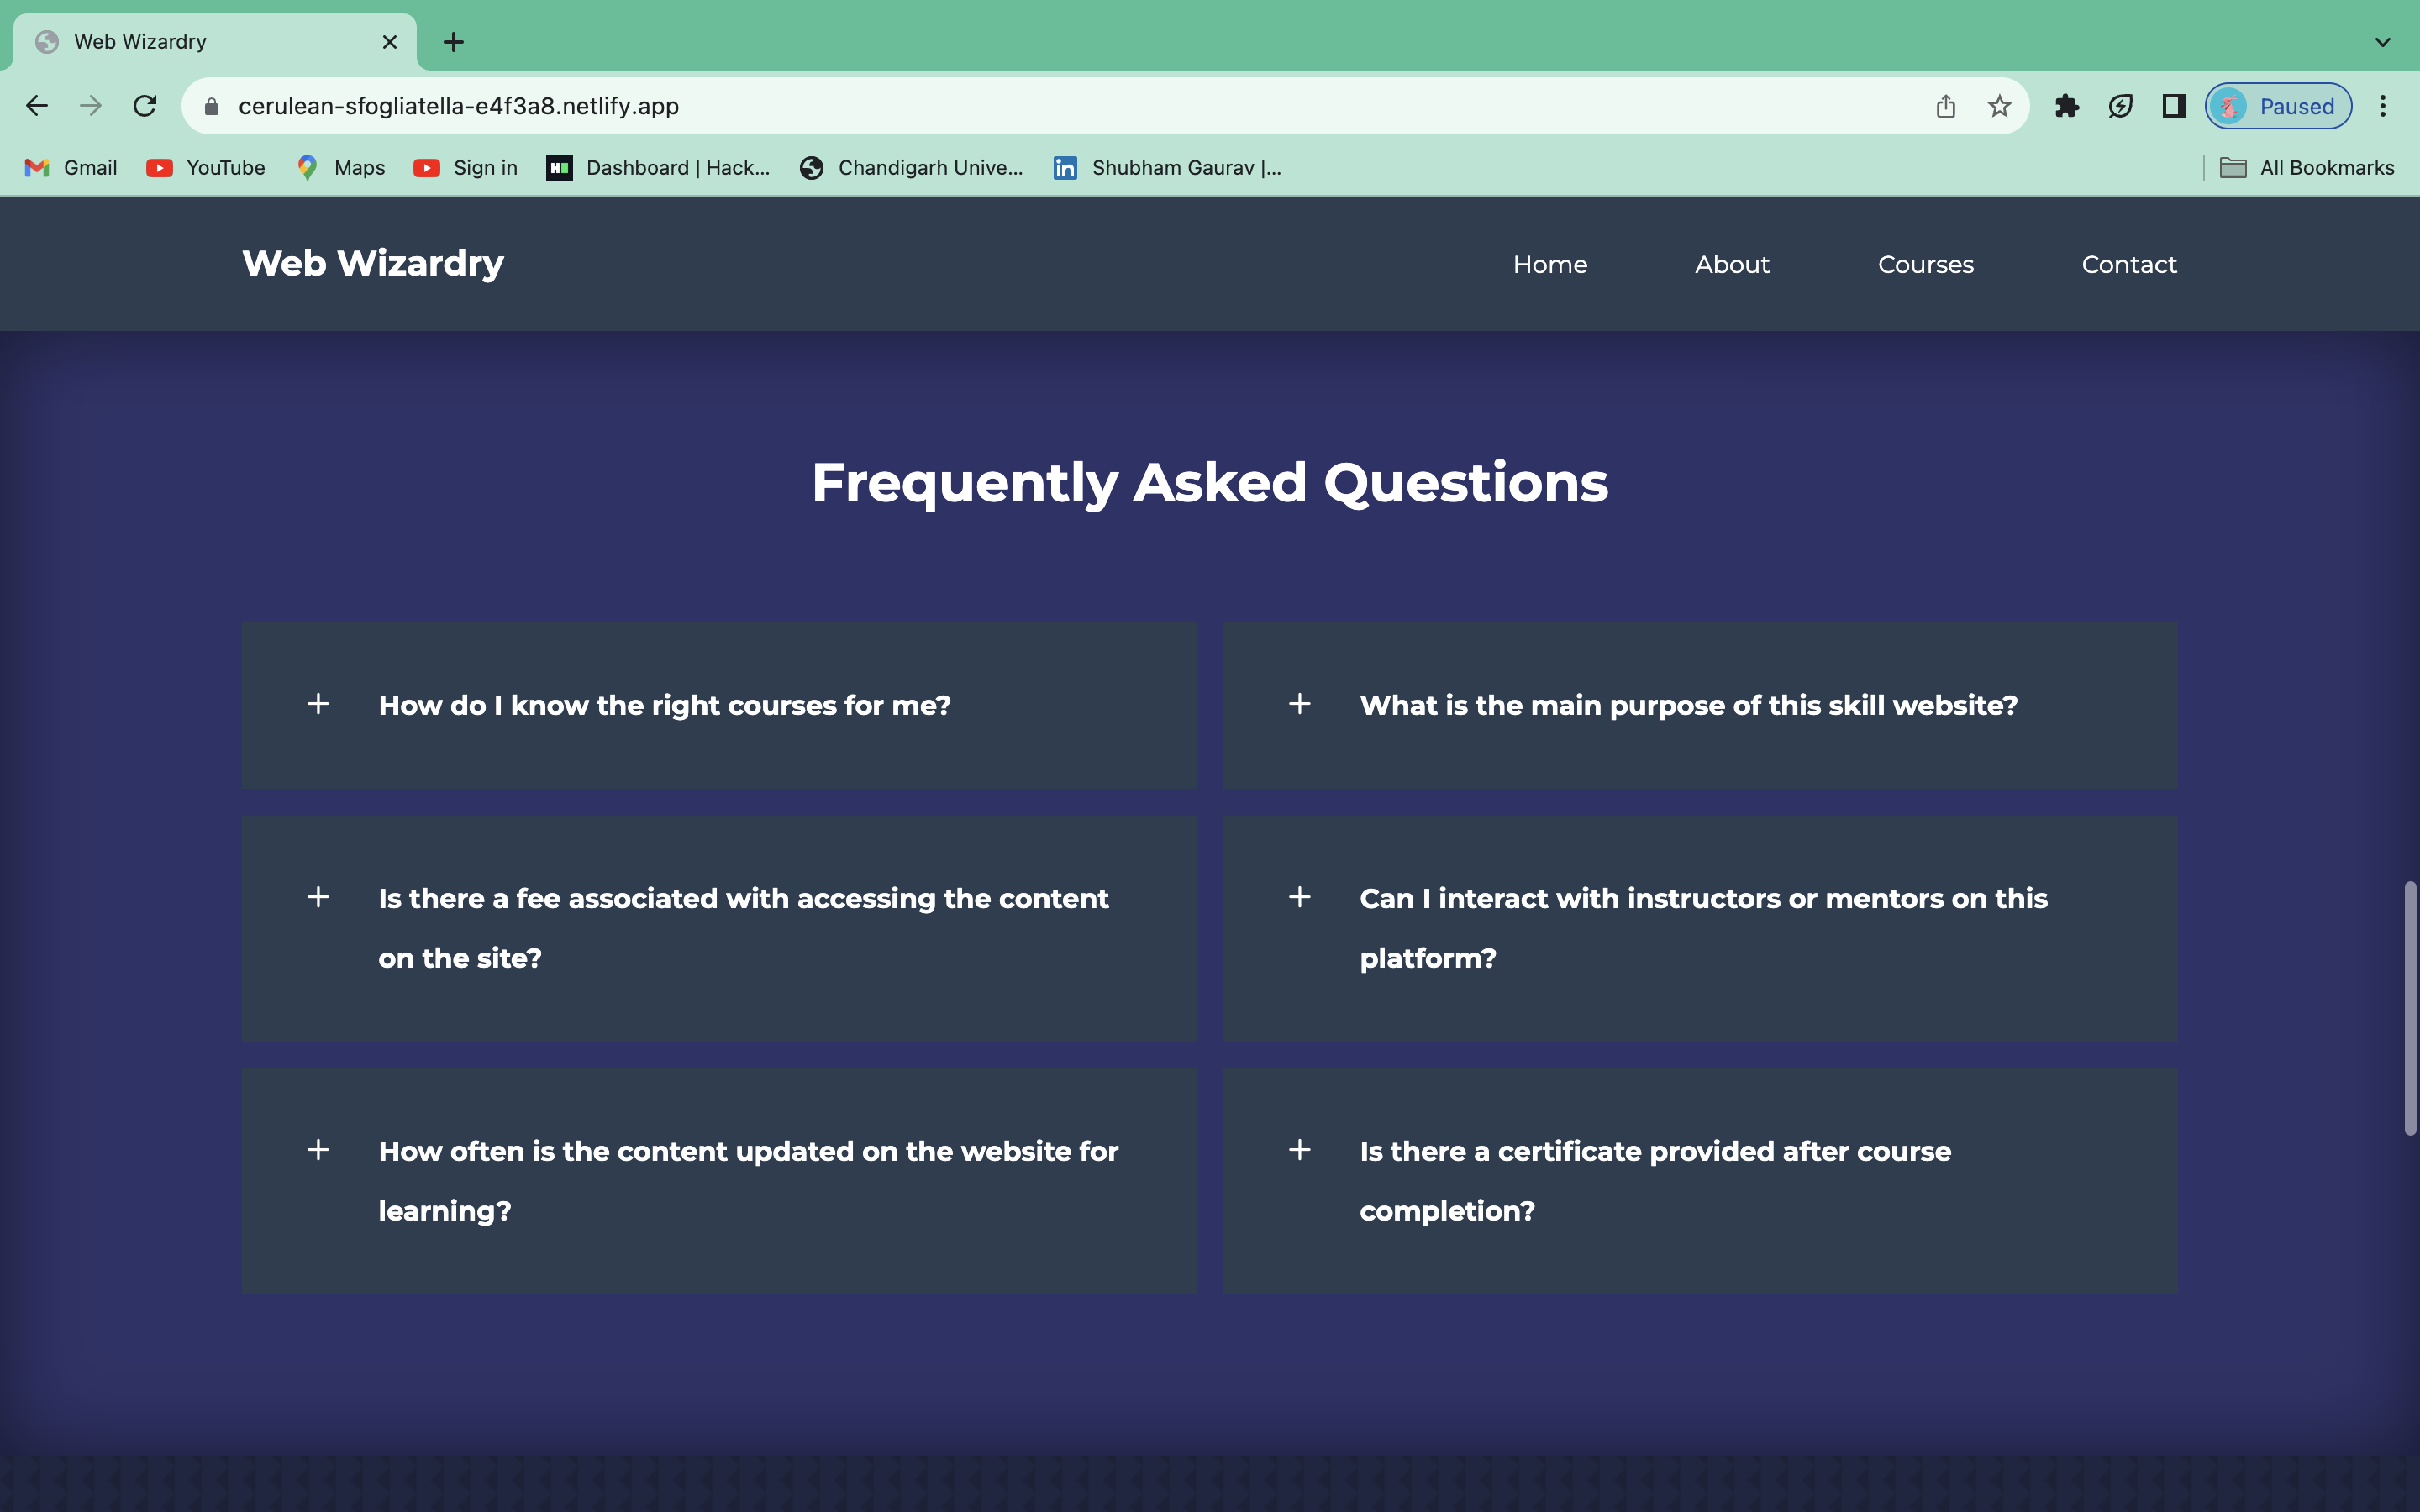 Web Wizardry
cerulean-sfogliatella-e4f3a8.netlify.app
Paused
Gmail
YouTube
Maps
Sign in
Dashboard | Hack...
Chandigarh Unive...
Shubham Gaurav |...
All Bookmarks
Web Wizardry
Home
About
Courses
Contact
Frequently Asked Questions
How do I know the right courses for me?
What is the main purpose of this skill website?
Is there a fee associated with accessing the content
on the site?
Can I interact with instructors or mentors on this
platform?
How often is the content updated on the website for
learning?
Is there a certificate provided after course
completion?